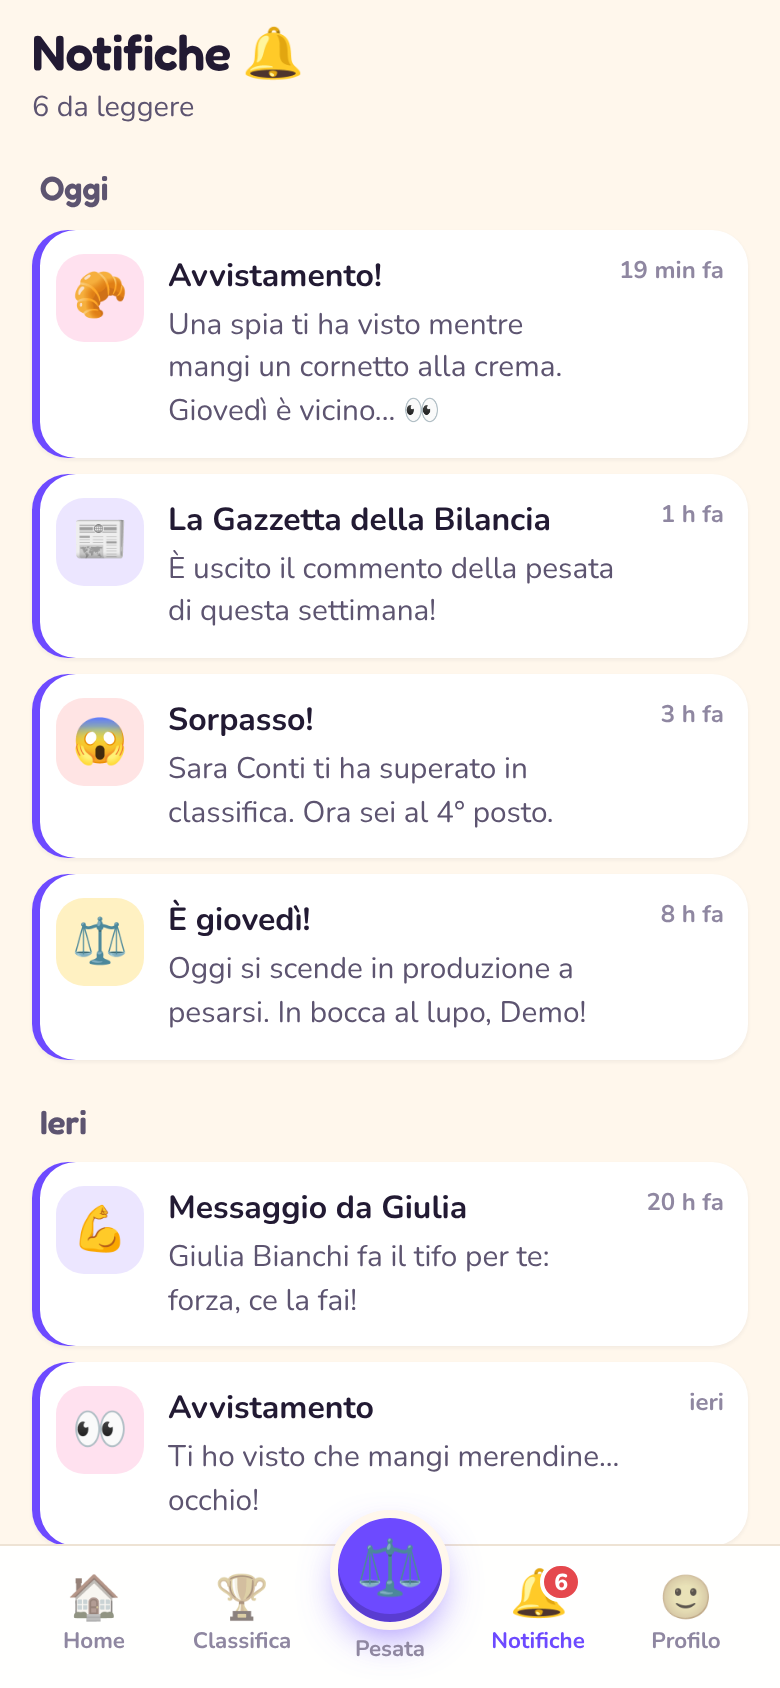 Notifiche 🔔
6 da leggere
Oggi
Avvistamento!
19 min fa
Una spia ti ha visto mentre
mangi un cornetto alla crema.
Giovedì è vicino... 👀
La Gazzetta della Bilancia
1 h fa
È uscito il commento della pesata
di questa settimana!
Sorpasso!
3 h fa
Sara Conti ti ha superato in
classifica. Ora sei al 4° posto.
È giovedì!
8 h fa
Oggi si scende in produzione a
pesarsi. In bocca al lupo, Demo!
Ieri
Messaggio da Giulia
20 h fa
Giulia Bianchi fa il tifo per te:
forza, ce la fai!
Avvistamento
ieri
Ti ho visto che mangi merendine...
occhio!
6
Home
Classifica
Pesata
Notifiche
Profilo